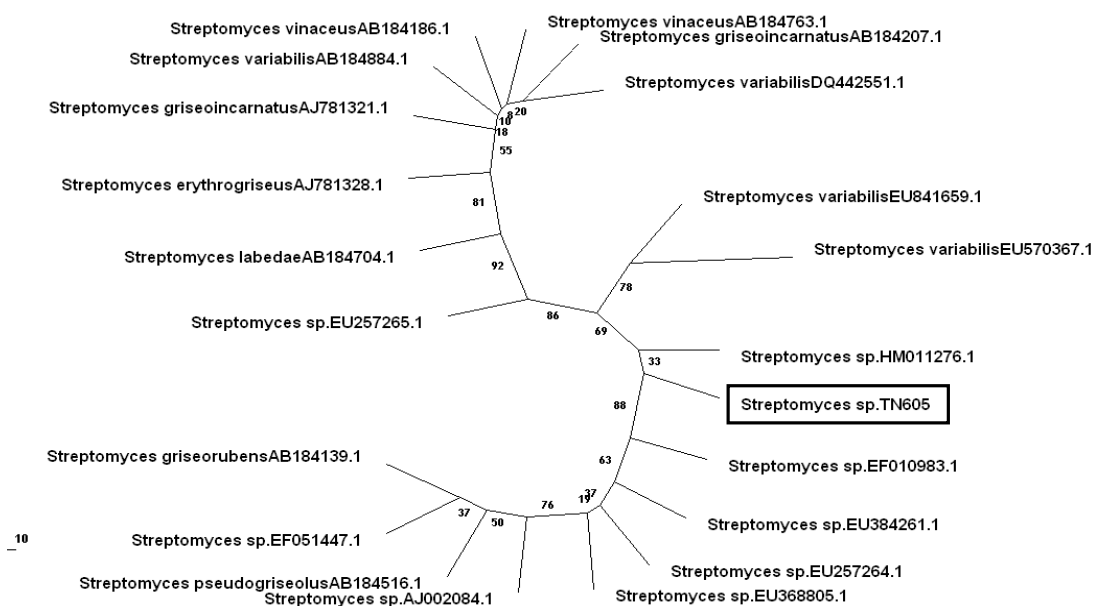 Streptomyces vinaceusAB184763.1
Streptomyces vinaceusAB184186.1
Streptomyces griseoincarnatusAB184207.1
Streptomyces variabilisAB184884.1
Streptomyces variabilisDQ442551.1
Streptomyces griseoincarnatusAJ781321.1
20
8
10
18
55
Streptomyces erythrogriseusAJ781328.1
Streptomyces variabilisEU841659.1
81
Streptomyces variabilisEU570367.1
Streptomyces labedaeAB184704.1
92
78
Streptomyces sp.EU257265.1
86
69
Streptomyces sp.HM011276.1
33
Streptomyces sp.TN605
88
Streptomyces griseorubensAB184139.1
63
Streptomyces sp.EF010983.1
37
19
76
37
50
Streptomyces sp.EU384261.1
10
Streptomyces sp.EF051447.1
Streptomyces sp.EU257264.1
Streptomyces pseudogriseolusAB184516.1
Streptomyces sp.EU368805.1
Streptomyces sp.AJ002084.1